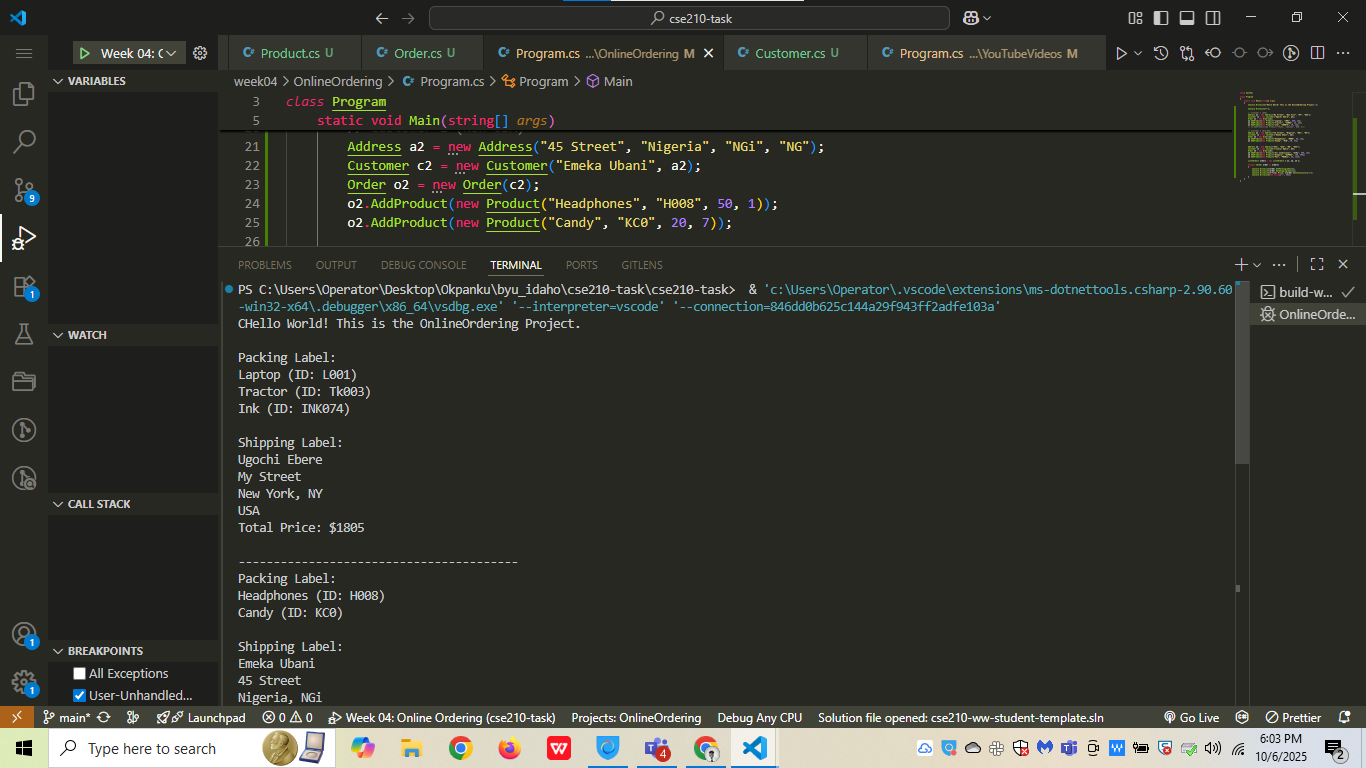 cse210-task
Week 04: C
Product.cs U
Order.cs U
Program.cs ...\OnlineOrdering M
Customer.cs U
Program.cs ...\YouTubeVideos M
VARIABLES
week04 > OnlineOrdering > Program.cs > Program > Main
3 class Program
5 static void Main(string[] args)
21 Address a2 = new Address("45 Street", "Nigeria", "NGi", "NG");
22 Customer c2 = new Customer("Emeka Ubani", a2);
23 Order o2 = new Order(c2);
24 o2.AddProduct(new Product("Headphones", "H008", 50, 1));
25 o2.AddProduct(new Product("Candy", "KC0", 20, 7));
26
PROBLEMS OUTPUT DEBUG CONSOLE TERMINAL PORTS GITLENS
PS C:\Users\Operator\Desktop\Okpanku\byu_idaho\cse210-task\cse210-task> & 'c:\Users\Operator\.vscode\extensions\ms-dotnettools.csharp-2.90.60
-win32-x64\.debugger\x86_64\vsdbg.exe' '--interpreter=vscode' '--connection=846dd0b625c144a29f943ff2adfe103a'
CHello World! This is the OnlineOrdering Project.
Packing Label:
Laptop (ID: L001)
Tractor (ID: Tk003)
Ink (ID: INK074)
Shipping Label:
Ugochi Ebere
My Street
New York, NY
USA
Total Price: $1805
----------------------------------------
Packing Label:
Headphones (ID: H008)
Candy (ID: KC0)
Shipping Label:
Emeka Ubani
45 Street
Nigeria, NGi
build-w...
OnlineOrde...
WATCH
CALL STACK
BREAKPOINTS
All Exceptions
User-Unhandled...
9
1
1
1
main*
Launchpad
0 0
Week 04: Online Ordering (cse210-task)
Projects: OnlineOrdering
Debug Any CPU
Solution file opened: cse210-ww-student-template.sln
Go Live
Prettier
Type here to search
4
6:03 PM
10/6/2025
2